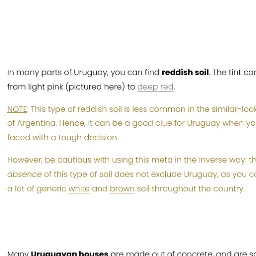 In many parts of Uruguay, you can find reddish soil. The tint can
from light pink (pictured here) to deep red.
NOTE: This type of reddish soil is less common in the similar-look
of Argentina. Hence, it can be a good clue for Uruguay when yo
faced with a tough decision.
However, be cautious with using this meta in the inverse way: th
absence of this type of soil does not exclude Uruguay, as you ca
a lot of generic white and brown soil throughout the country.
Many Uruguayan houses are made out of concrete, and are so